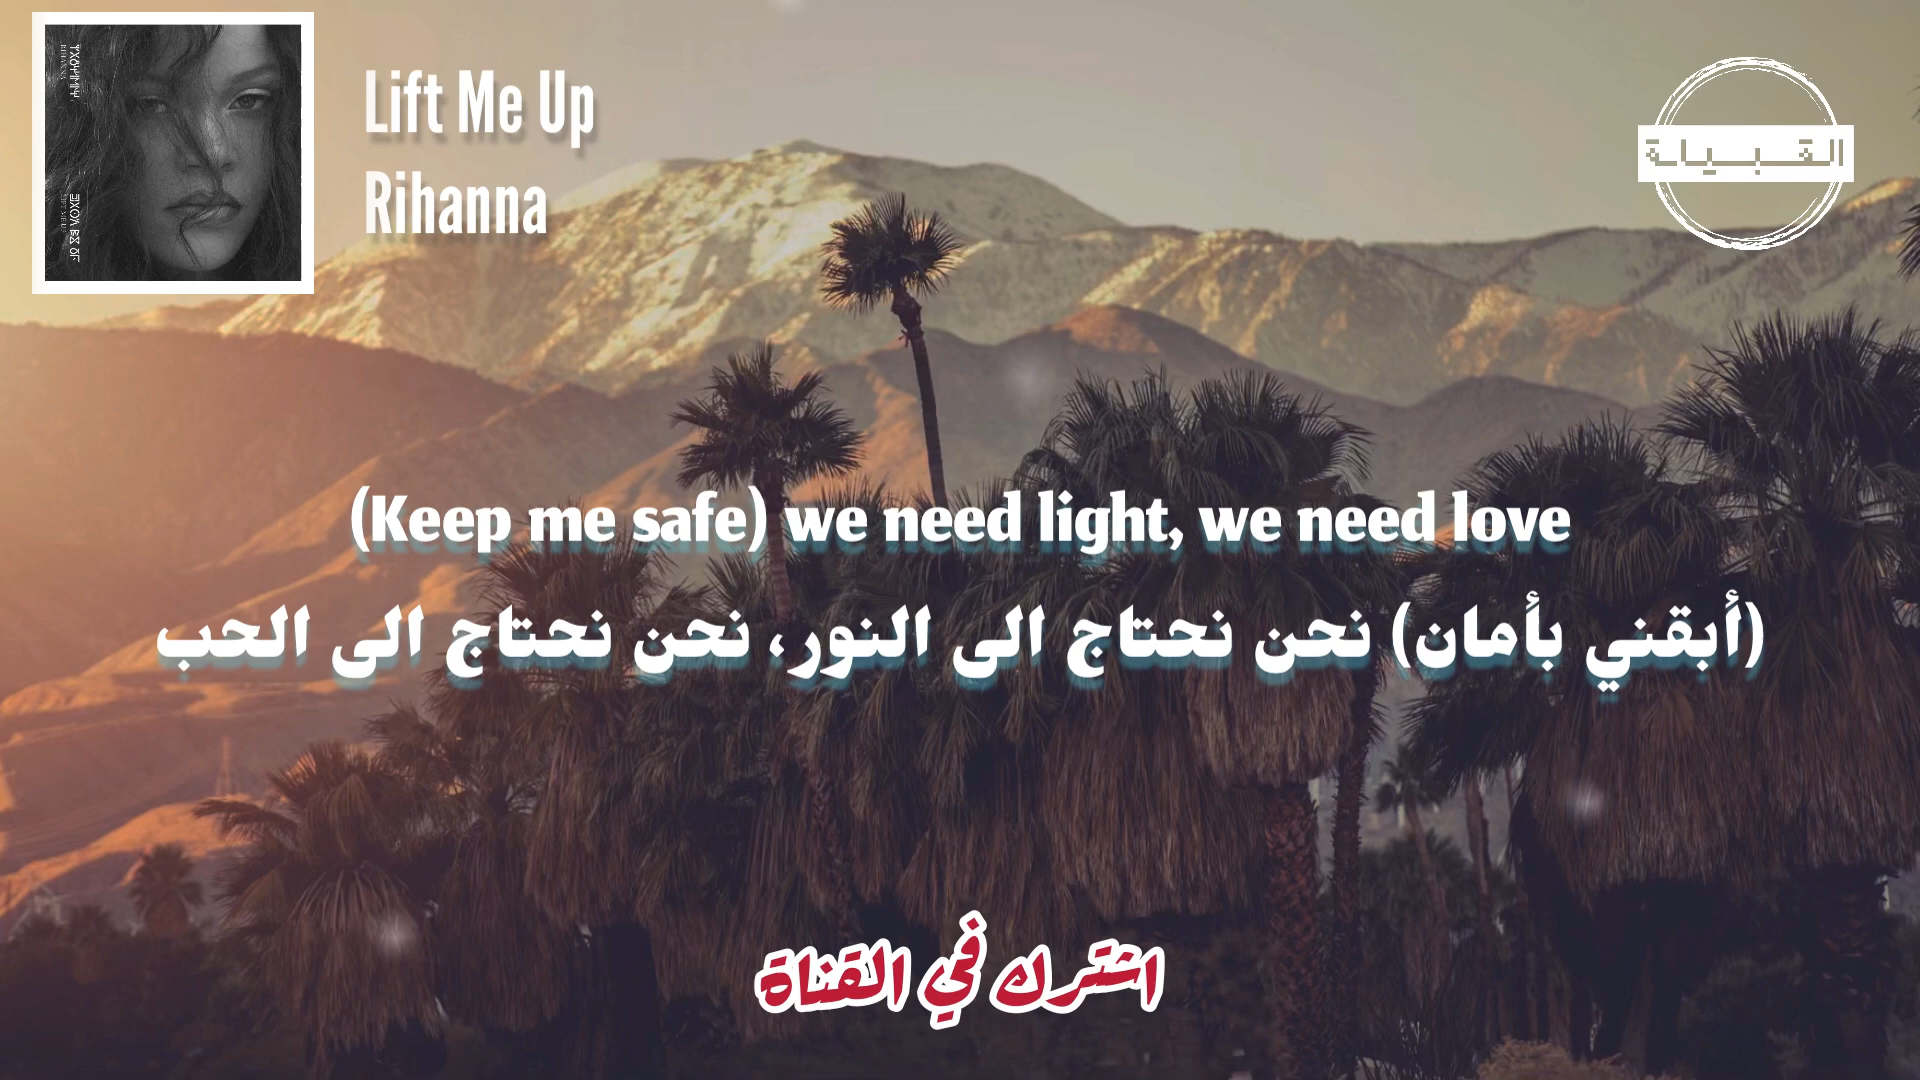 Lift Me Up
Rihanna
(Keep me safe) we need light, we need love
(أبقني بأمان) نحن نحتاج الى النور، نحن نحتاج الى الحب
اشترك في القناة